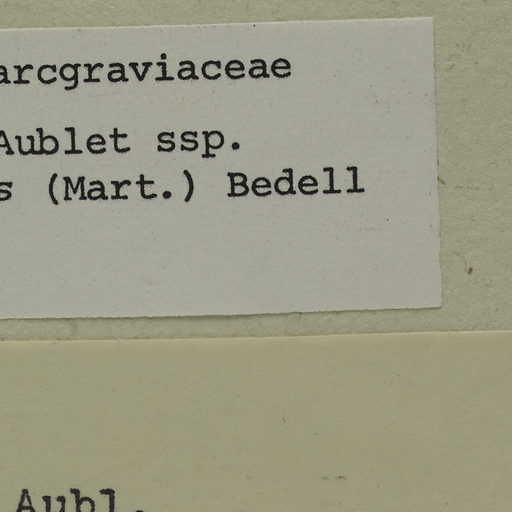 arcgraviaceae
Aublet ssp.
s (Mart.) Bedell
Aubl.